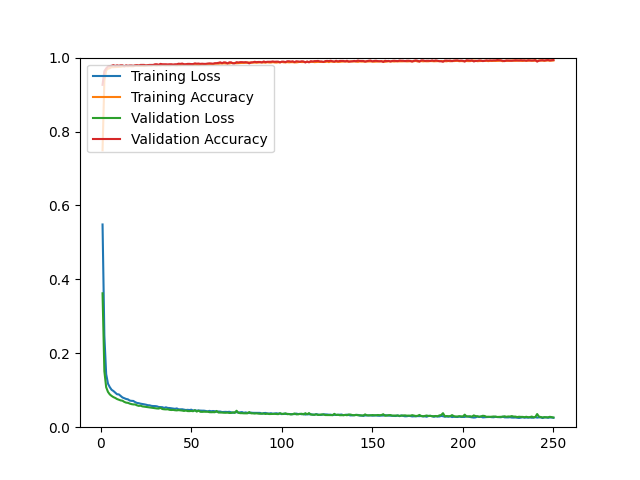 1.0
0.8
0.6
0.4
0.2
0.0
Training Loss
Training Accuracy
Validation Loss
Validation Accuracy
0 50 100 150 200 250